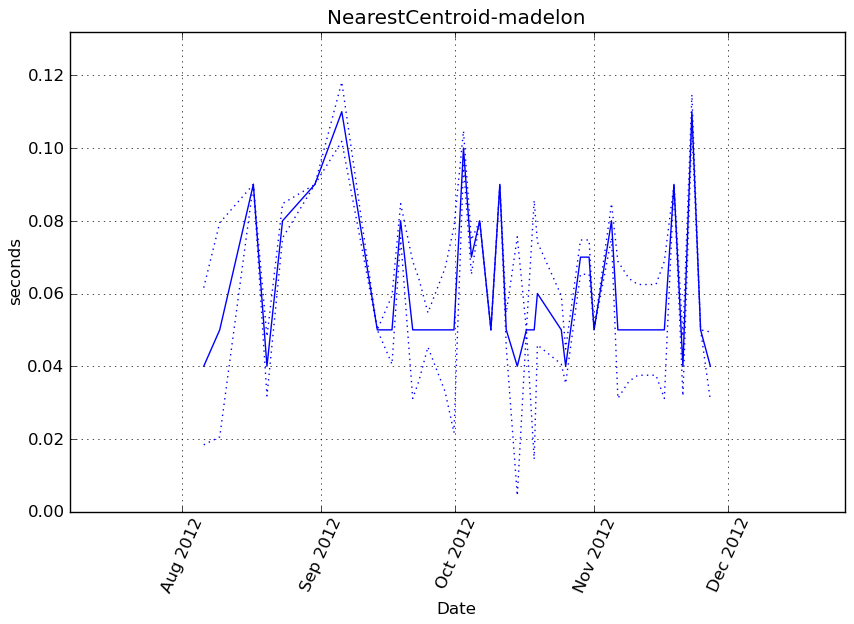 NearestCentroid-madelon
0.12
0.10
0.08
0.06
0.04
0.02
0.00
seconds
Aug 2012
Sep 2012
Oct 2012
Nov 2012
Dec 2012
Date